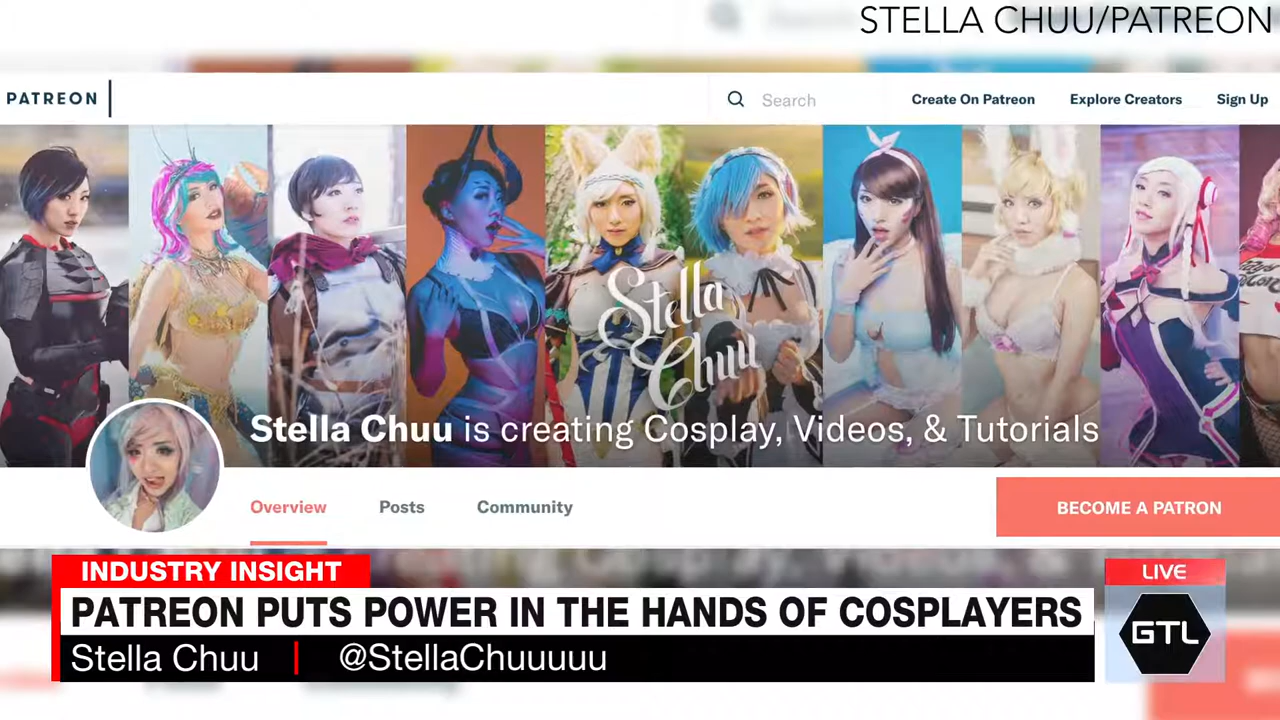 STELLA CHUU/PATREON
PATREON
Search
Create On Patreon
Explore Creators
Sign Up
Stella
Chuu
Stella Chuu is creating Cosplay, Videos, & Tutorials
Overview
Posts
Community
BECOME A PATRON
INDUSTRY INSIGHT
LIVE
PATREON PUTS POWER IN THE HANDS OF COSPLAYERS
GTL
Stella Chuu
@StellaChuuuuu